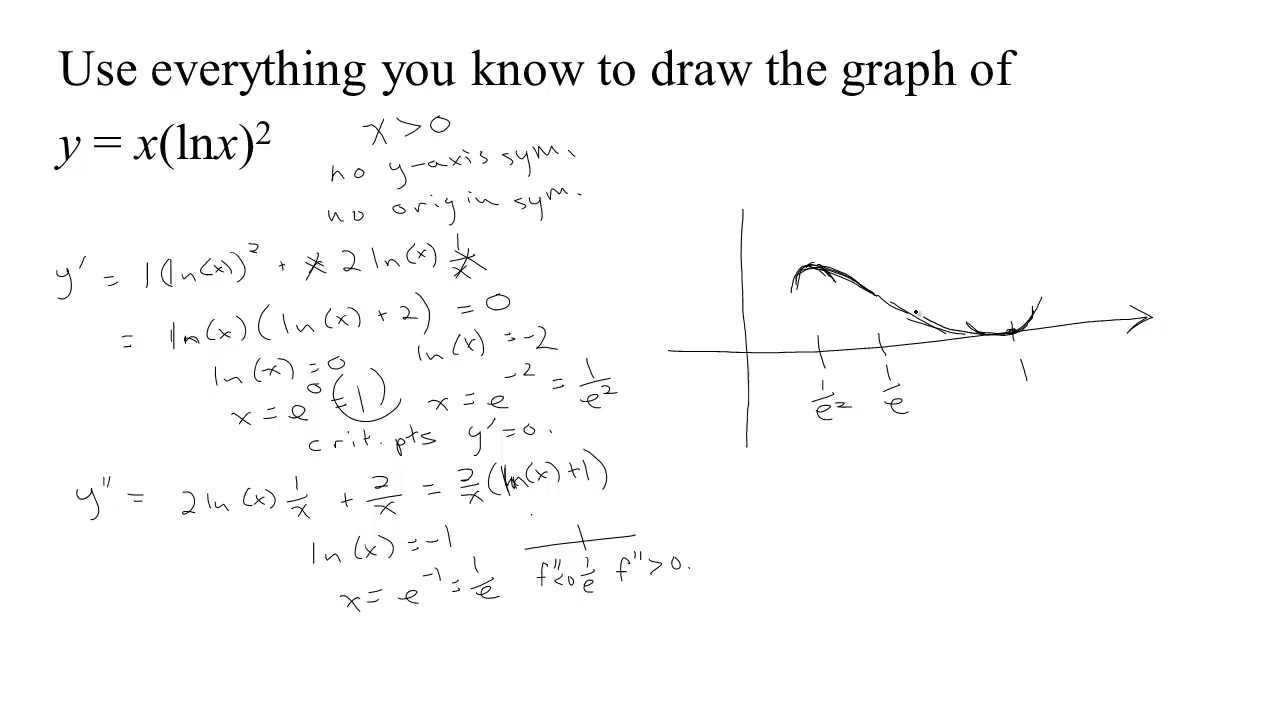 Use everything you know to draw the graph of
y = x(lnx)²
x > 0
no y-axis sym.
no origin sym.
y' = 1(ln(x))² + x 2 ln(x) 1/x
= ln(x)(ln(x) + 2) = 0
ln(x) = 0 ln(x) = -2
x = e⁰ = 1 x = e⁻² = 1/e²
crit. pts y' = 0.
y'' = 2 ln(x) 1/x + 2/x = 2/x (ln(x) + 1)
ln(x) = -1
x = e⁻¹ = 1/e
f'' < 0 1/e f'' > 0.
1/e² 1/e 1